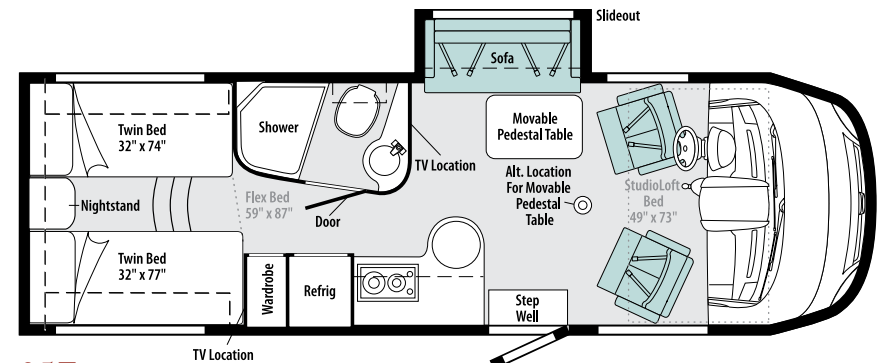 Slideout
Sofa
Twin Bed
32" x 74"
Shower
Movable
Pedestal Table
TV Location
Alt. Location
For Movable
Pedestal
Table
StudioLoft
Bed
49" x 73"
Nightstand
Flex Bed
59" x 87"
Door
Twin Bed
32" x 77"
Wardrobe
Refrig
Step
Well
TV Location